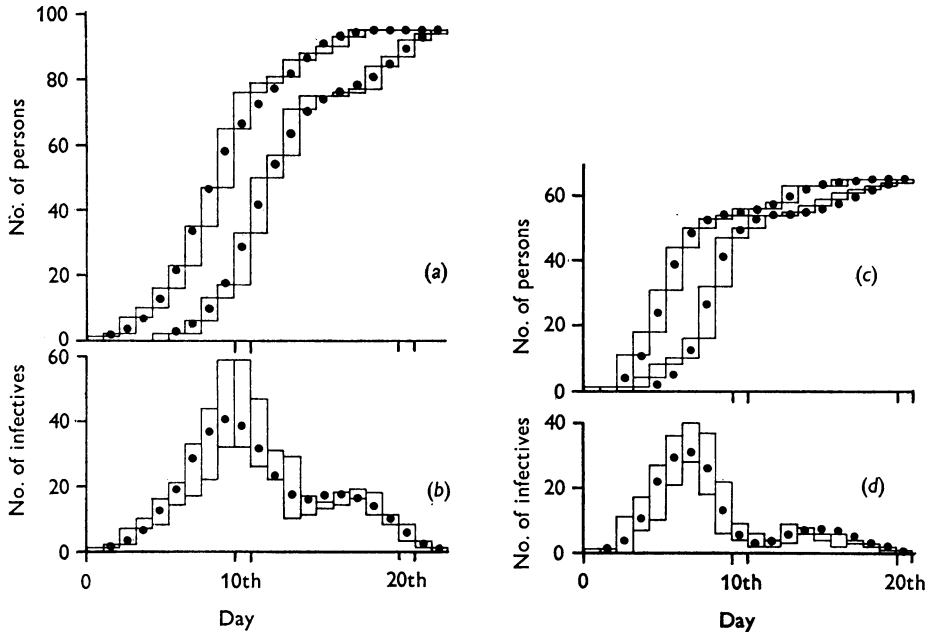 100
80
60
40
20
0
No. of persons
(a)
60
40
20
0
No. of infectives
(b)
0
10th
20th
Day
60
40
20
0
No. of persons
(c)
40
20
0
No. of infectives
(d)
0
10th
20th
Day